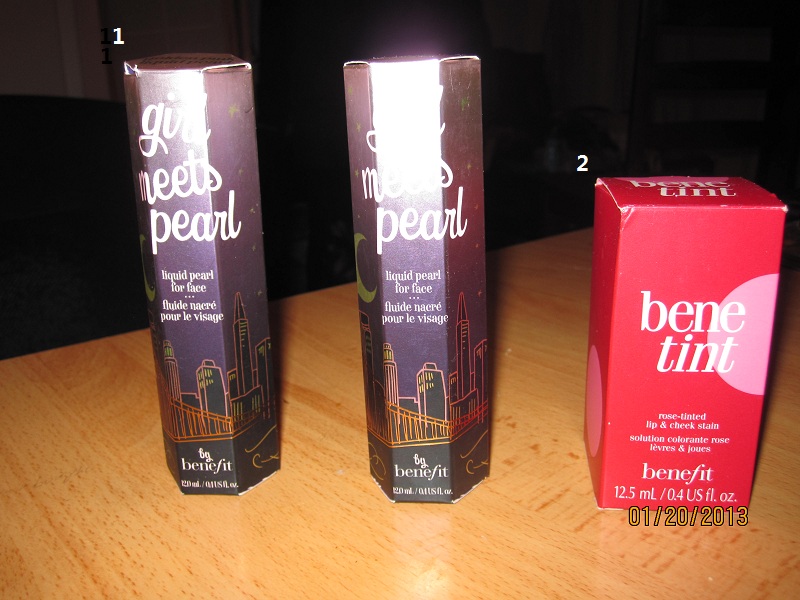 11
1
girl
meets
pearl
liquid pearl
for face
...
fluide nacré
pour le visage
by
benefit
12.0 mL / 0.4 US fl. oz.
meets
pearl
liquid pearl
for face
...
fluide nacré
pour le visage
by
benefit
12.0 mL / 0.4 US fl. oz.
2
bene
tint
bene
tint
rose-tinted
lip & cheek stain
solution colorante rose
lèvres & joues
benefit
12.5 mL / 0.4 US fl. oz.
01/20/2013